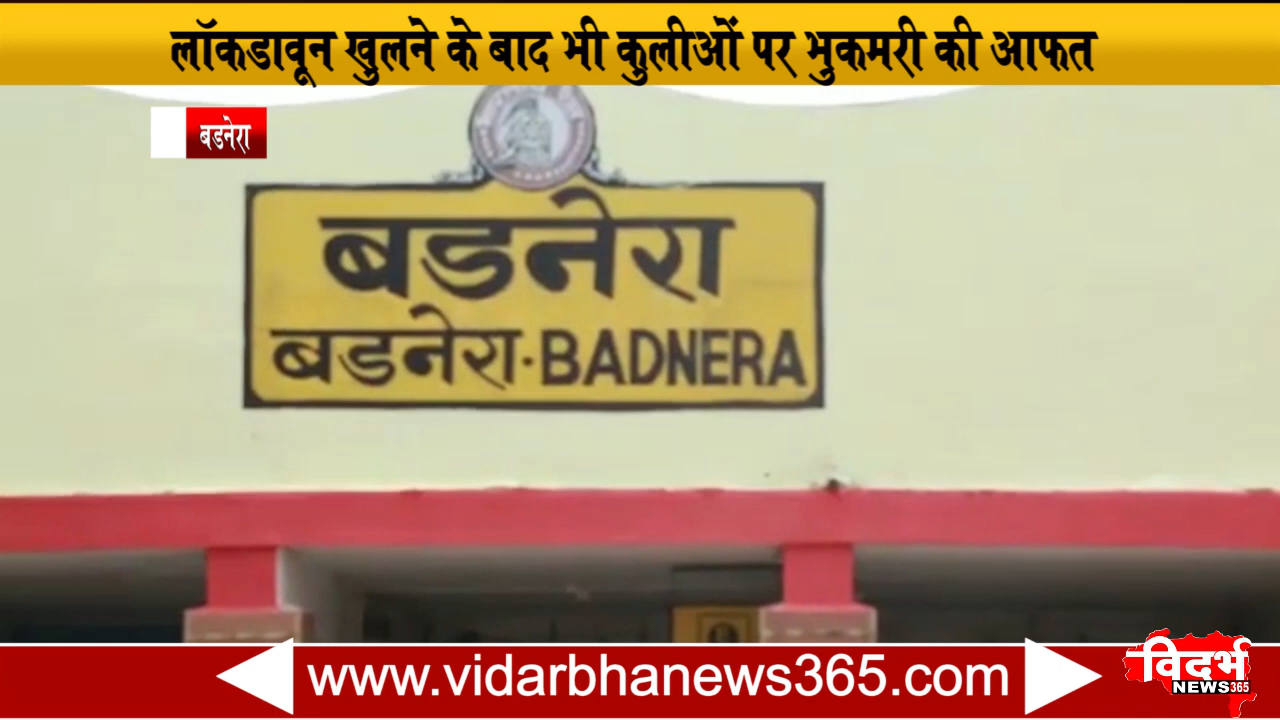 लॉकडावून खुलने के बाद भी कुलीओं पर भुकमरी की आफत
बडनेरा
बडनेरा
बडनेरा·BADNERA
www.vidarbhanews365.com
विदर्भ
NEWS365